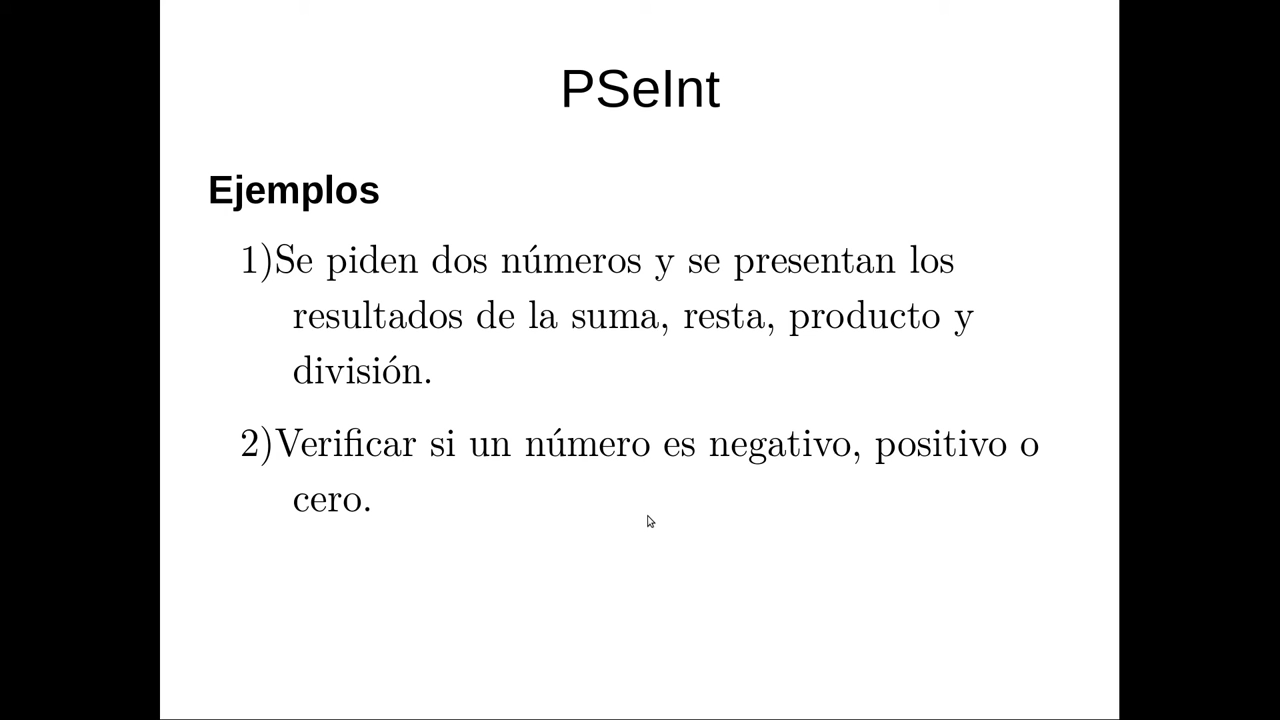 PSeInt
Ejemplos
1)Se piden dos números y se presentan los
resultados de la suma, resta, producto y
división.
2)Verificar si un número es negativo, positivo o
cero.